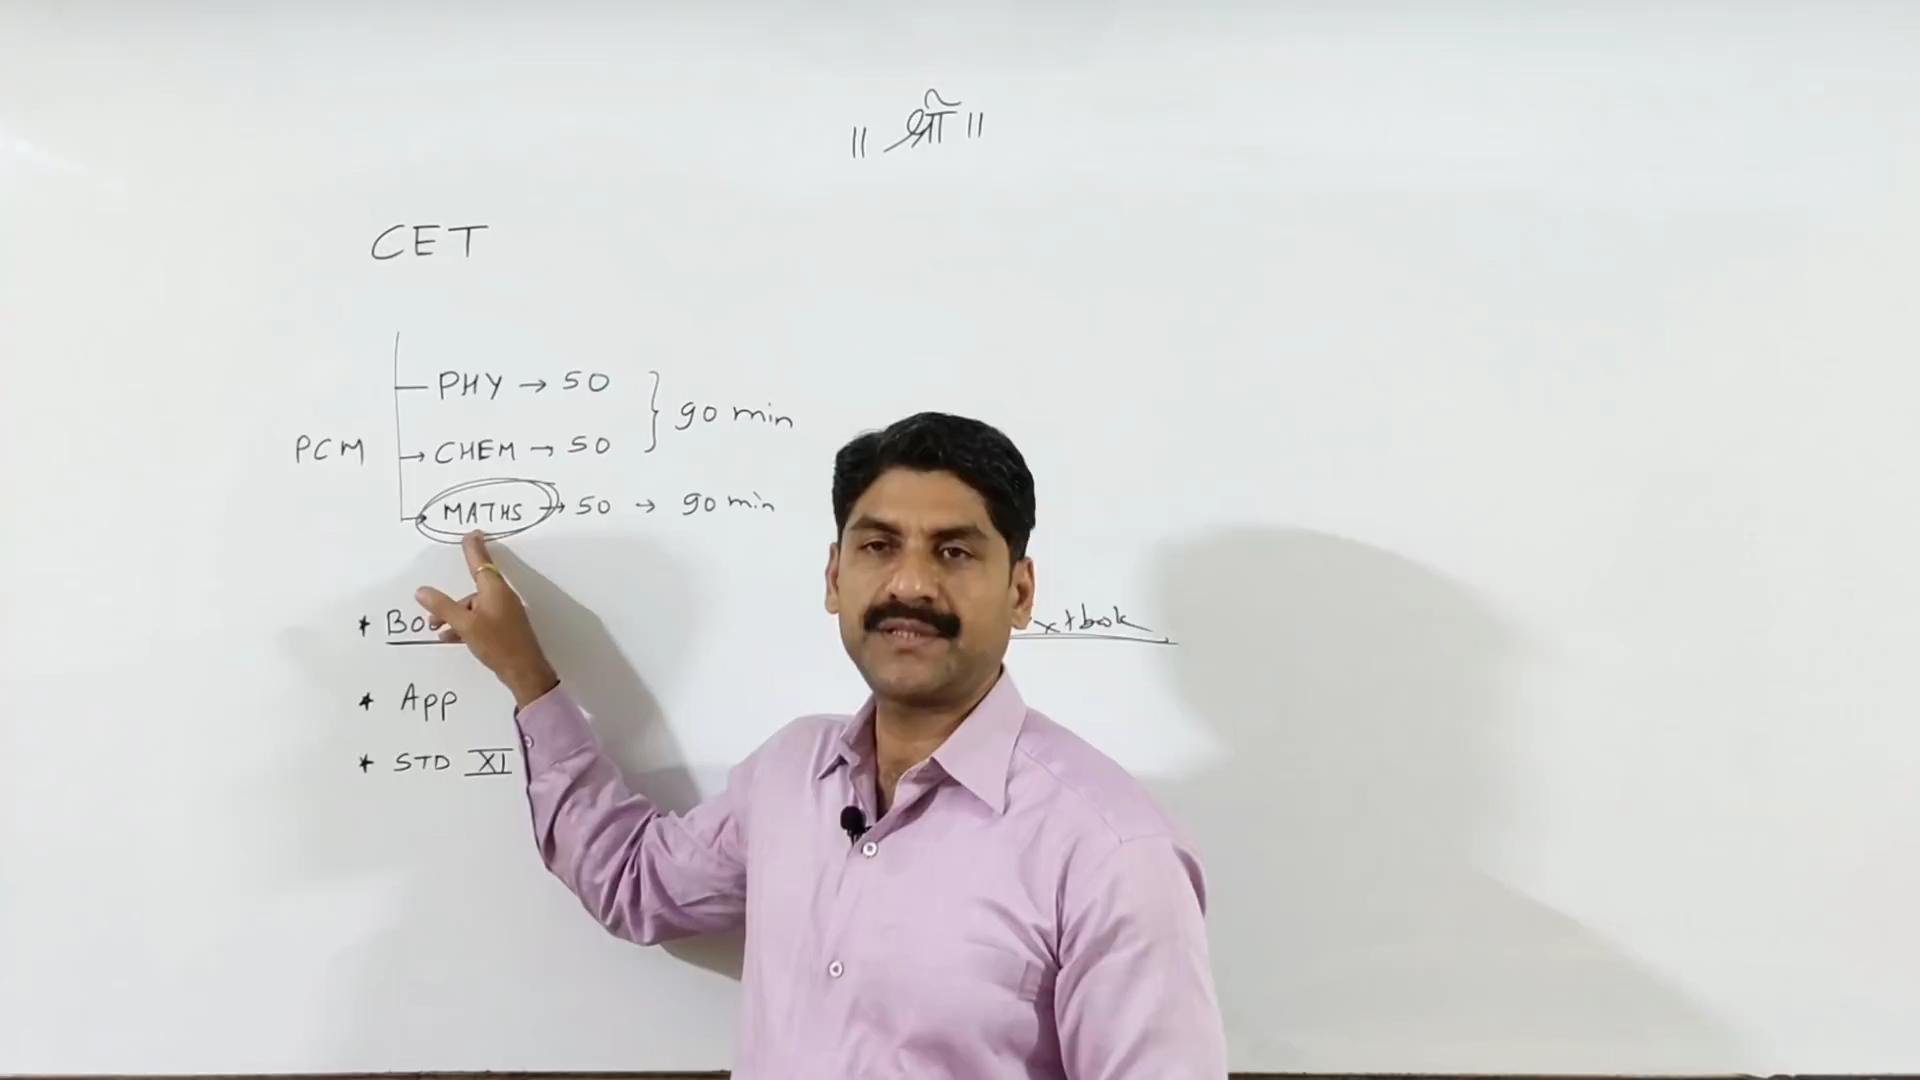 || श्री ||
CET
PHY → 50 } 90 min
PCM → CHEM → 50
→ MATHS → 50 → 90 min
*
* App
* STD XI